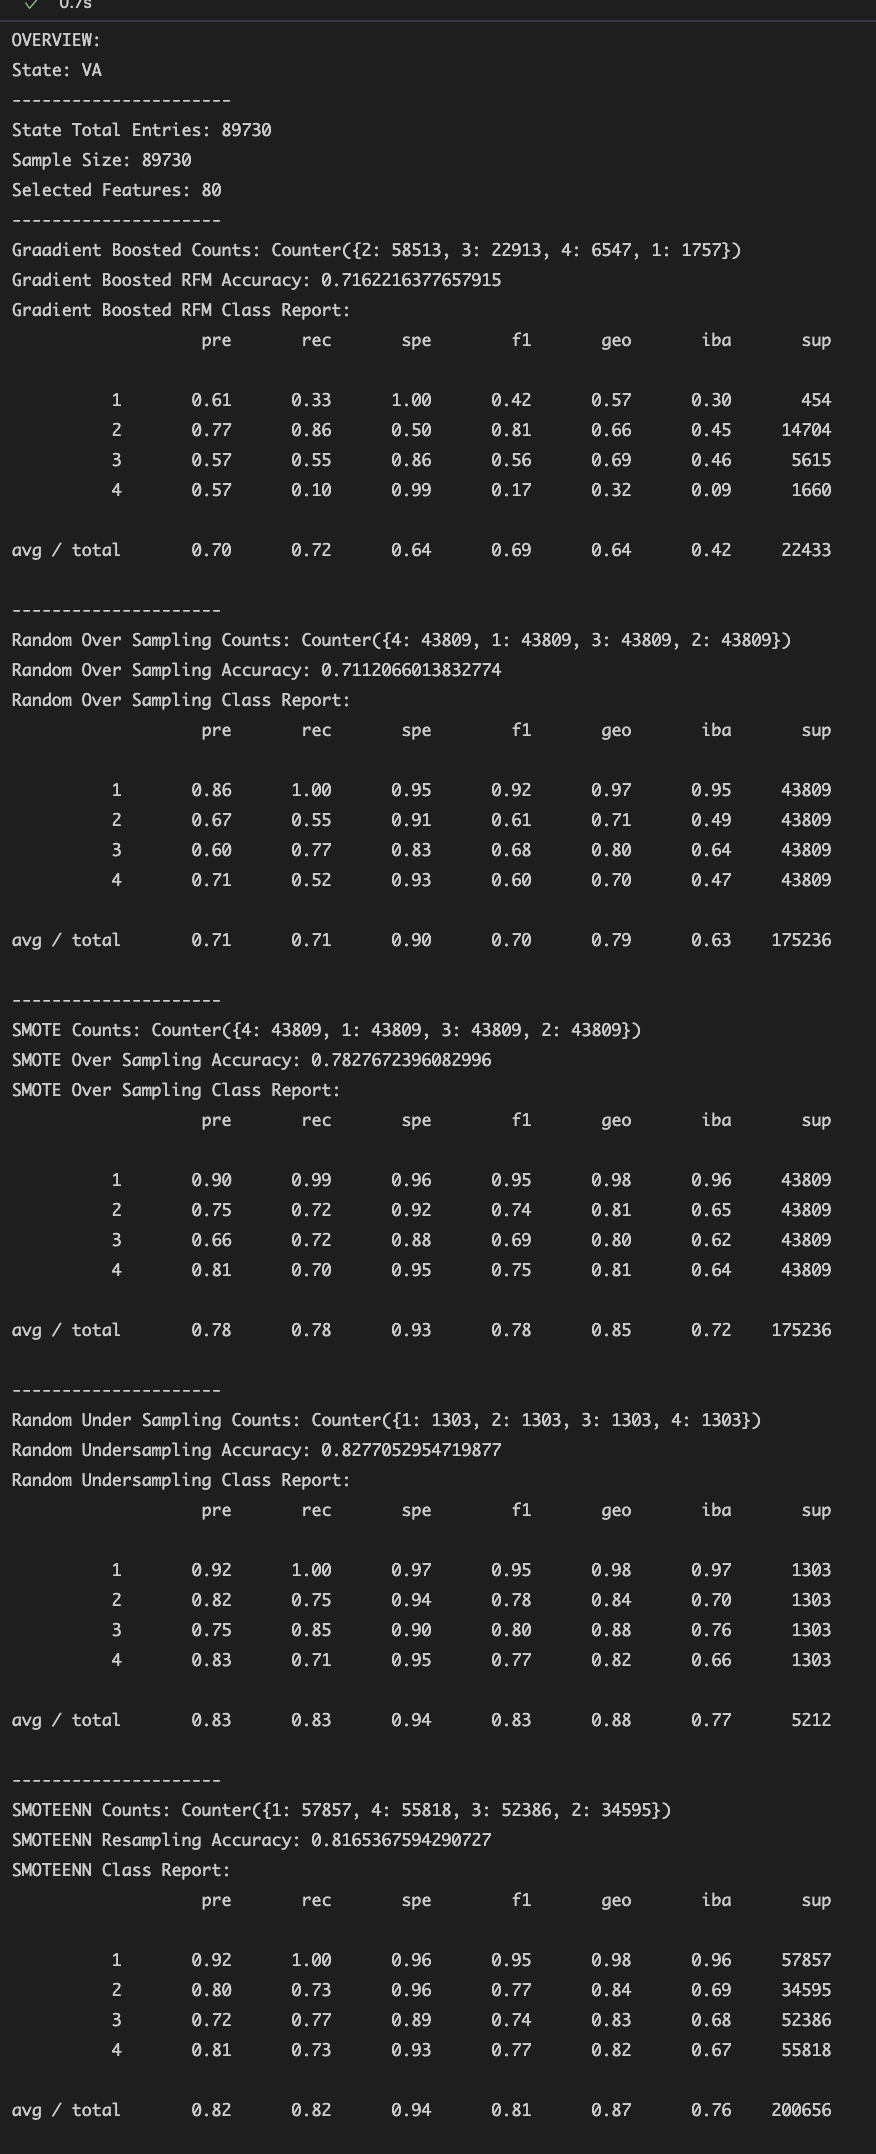 ✓ 0.7s
OVERVIEW:
State: VA
----------------------
State Total Entries: 89730
Sample Size: 89730
Selected Features: 80
---------------------
Graadient Boosted Counts: Counter({2: 58513, 3: 22913, 4: 6547, 1: 1757})
Gradient Boosted RFM Accuracy: 0.7162216377657915
Gradient Boosted RFM Class Report:
pre rec spe f1 geo iba sup
1 0.61 0.33 1.00 0.42 0.57 0.30 454
2 0.77 0.86 0.50 0.81 0.66 0.45 14704
3 0.57 0.55 0.86 0.56 0.69 0.46 5615
4 0.57 0.10 0.99 0.17 0.32 0.09 1660
avg / total 0.70 0.72 0.64 0.69 0.64 0.42 22433
---------------------
Random Over Sampling Counts: Counter({4: 43809, 1: 43809, 3: 43809, 2: 43809})
Random Over Sampling Accuracy: 0.7112066013832774
Random Over Sampling Class Report:
pre rec spe f1 geo iba sup
1 0.86 1.00 0.95 0.92 0.97 0.95 43809
2 0.67 0.55 0.91 0.61 0.71 0.49 43809
3 0.60 0.77 0.83 0.68 0.80 0.64 43809
4 0.71 0.52 0.93 0.60 0.70 0.47 43809
avg / total 0.71 0.71 0.90 0.70 0.79 0.63 175236
---------------------
SMOTE Counts: Counter({4: 43809, 1: 43809, 3: 43809, 2: 43809})
SMOTE Over Sampling Accuracy: 0.7827672396082996
SMOTE Over Sampling Class Report:
pre rec spe f1 geo iba sup
1 0.90 0.99 0.96 0.95 0.98 0.96 43809
2 0.75 0.72 0.92 0.74 0.81 0.65 43809
3 0.66 0.72 0.88 0.69 0.80 0.62 43809
4 0.81 0.70 0.95 0.75 0.81 0.64 43809
avg / total 0.78 0.78 0.93 0.78 0.85 0.72 175236
---------------------
Random Under Sampling Counts: Counter({1: 1303, 2: 1303, 3: 1303, 4: 1303})
Random Undersampling Accuracy: 0.8277052954719877
Random Undersampling Class Report:
pre rec spe f1 geo iba sup
1 0.92 1.00 0.97 0.95 0.98 0.97 1303
2 0.82 0.75 0.94 0.78 0.84 0.70 1303
3 0.75 0.85 0.90 0.80 0.88 0.76 1303
4 0.83 0.71 0.95 0.77 0.82 0.66 1303
avg / total 0.83 0.83 0.94 0.83 0.88 0.77 5212
---------------------
SMOTEENN Counts: Counter({1: 57857, 4: 55818, 3: 52386, 2: 34595})
SMOTEENN Resampling Accuracy: 0.8165367594290727
SMOTEENN Class Report:
pre rec spe f1 geo iba sup
1 0.92 1.00 0.96 0.95 0.98 0.96 57857
2 0.80 0.73 0.96 0.77 0.84 0.69 34595
3 0.72 0.77 0.89 0.74 0.83 0.68 52386
4 0.81 0.73 0.93 0.77 0.82 0.67 55818
avg / total 0.82 0.82 0.94 0.81 0.87 0.76 200656